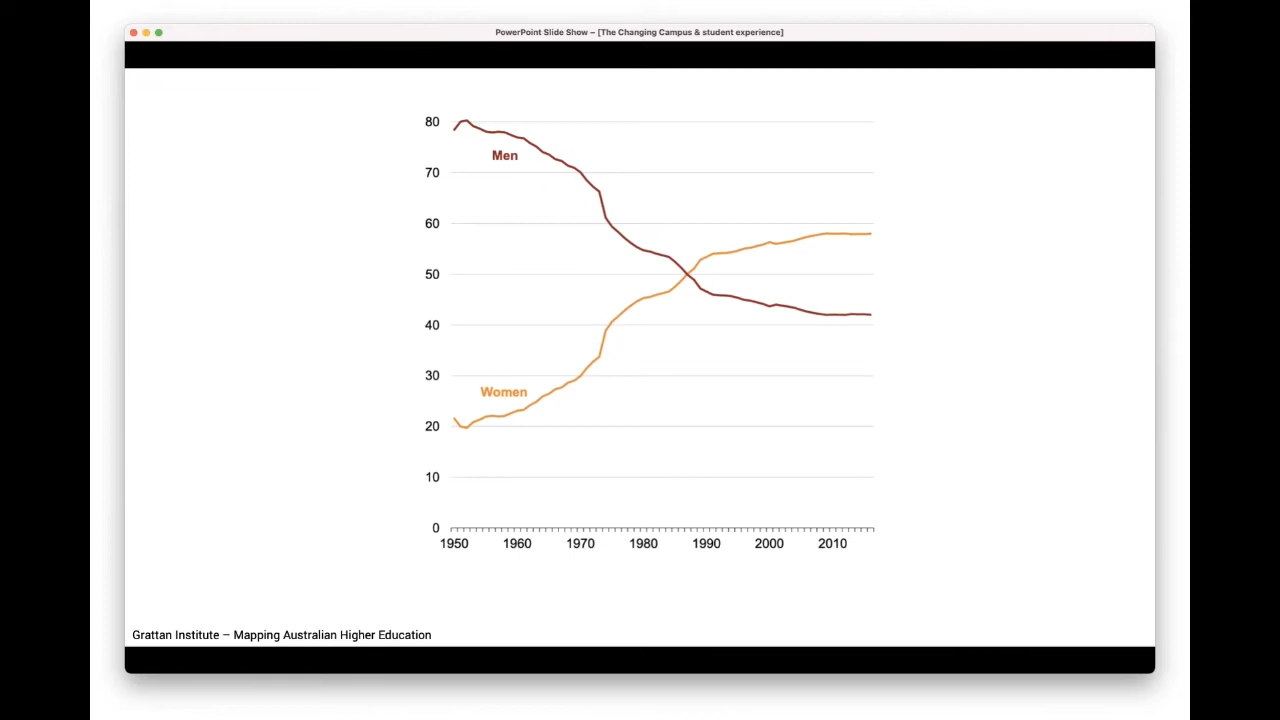 PowerPoint Slide Show – [The Changing Campus & student experience]
80
Men
70
60
50
40
30
Women
20
10
0
1950 1960 1970 1980 1990 2000 2010
Grattan Institute – Mapping Australian Higher Education